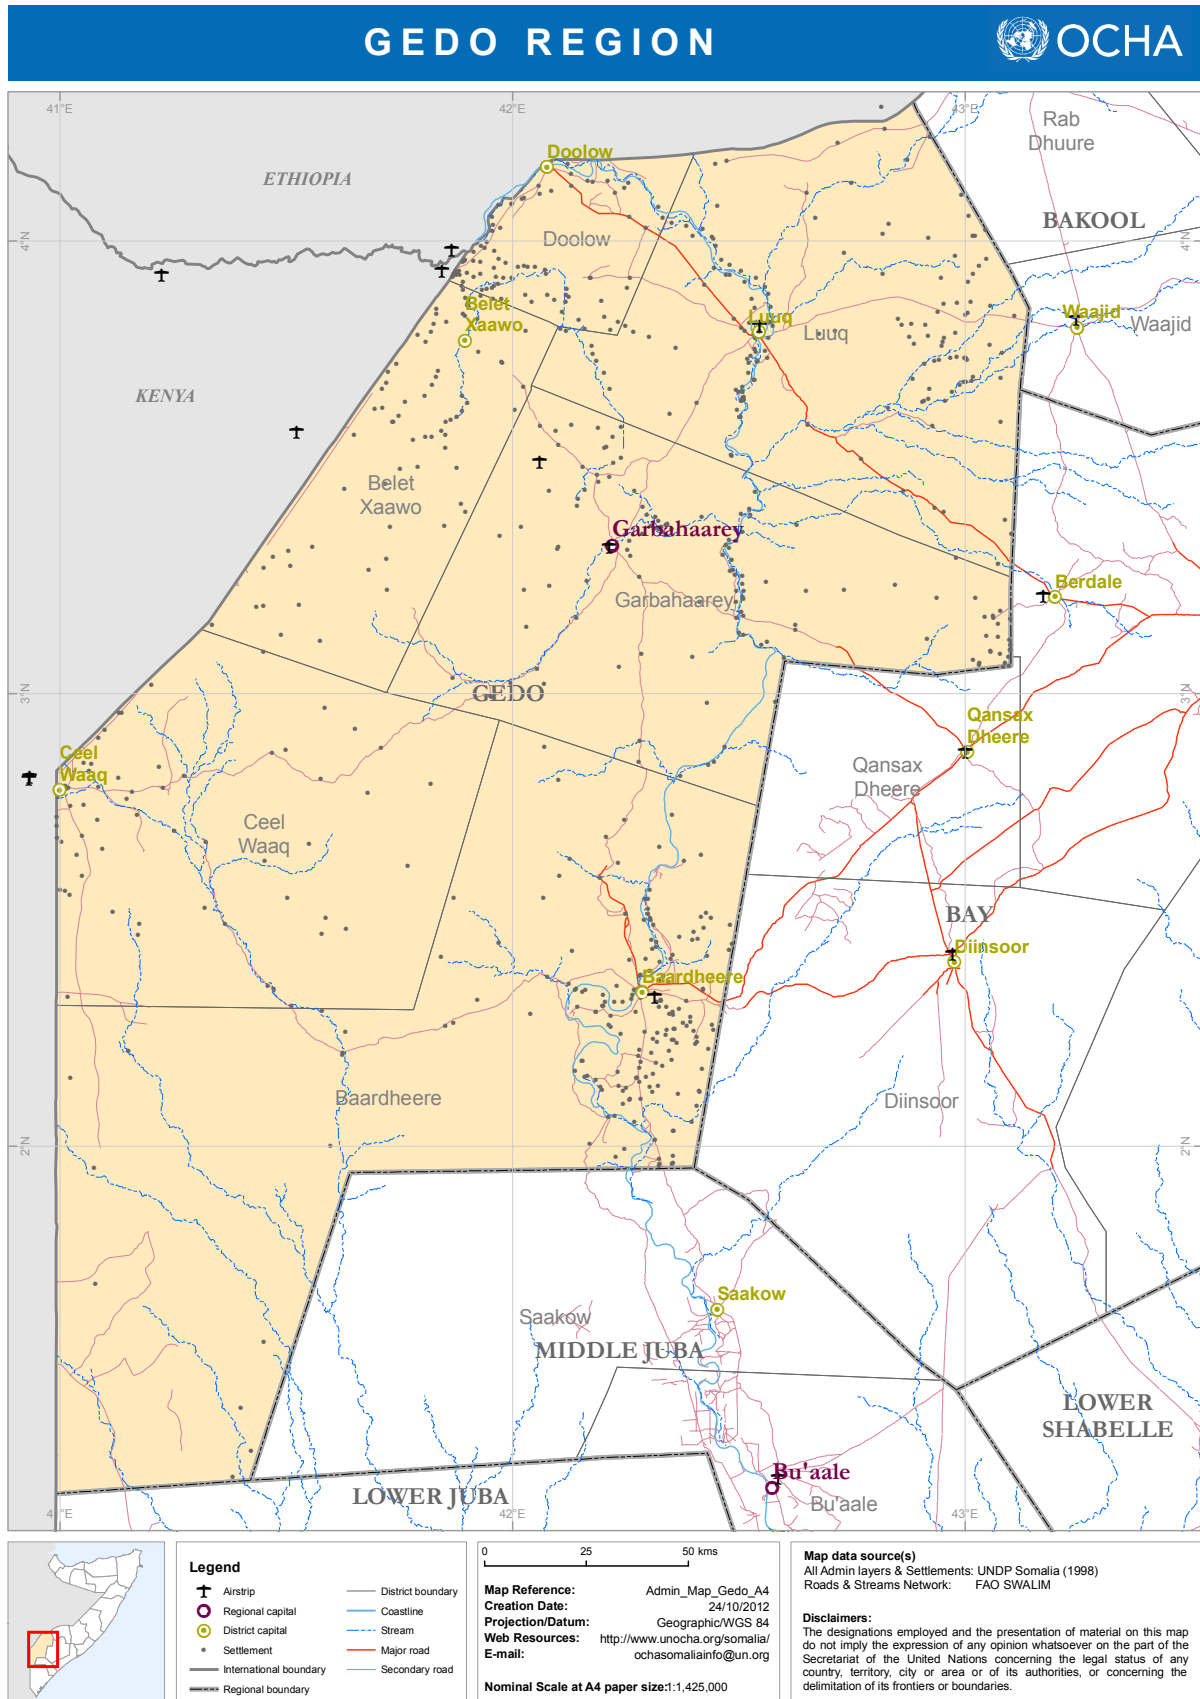 GEDO REGION
OCHA
41°E
42°E
43°E
Rab
Dhuure
Doolow
ETHIOPIA
BAKOOL
4°N
Doolow
4°N
Belet
Xaawo
Luuq
Luuq
Waajid
Waajid
KENYA
Belet
Xaawo
Garbahaarey
Berdale
Garbahaarey
3°N
GEDO
3°N
Qansax
Dheere
Ceel
Waaq
Qansax
Dheere
Ceel
Waaq
BAY
Diinsoor
Baardheere
Baardheere
Diinsoor
2°N
2°N
Saakow
Saakow
MIDDLE JUBA
LOWER
SHABELLE
Bu'aale
LOWER JUBA
Bu'aale
41°E
42°E
43°E
Legend
Airstrip
Regional capital
District capital
Settlement
International boundary
Regional boundary
District boundary
Coastline
Stream
Major road
Secondary road
0 25 50 kms
Map Reference: Admin_Map_Gedo_A4
Creation Date: 24/10/2012
Projection/Datum: Geographic/WGS 84
Web Resources: http://www.unocha.org/somalia/
E-mail: ochasomaliainfo@un.org
Nominal Scale at A4 paper size:1:1,425,000
Map data source(s)
All Admin layers & Settlements: UNDP Somalia (1998)
Roads & Streams Network: FAO SWALIM
Disclaimers:
The designations employed and the presentation of material on this map
do not imply the expression of any opinion whatsoever on the part of the
Secretariat of the United Nations concerning the legal status of any
country, territory, city or area or of its authorities, or concerning the
delimitation of its frontiers or boundaries.